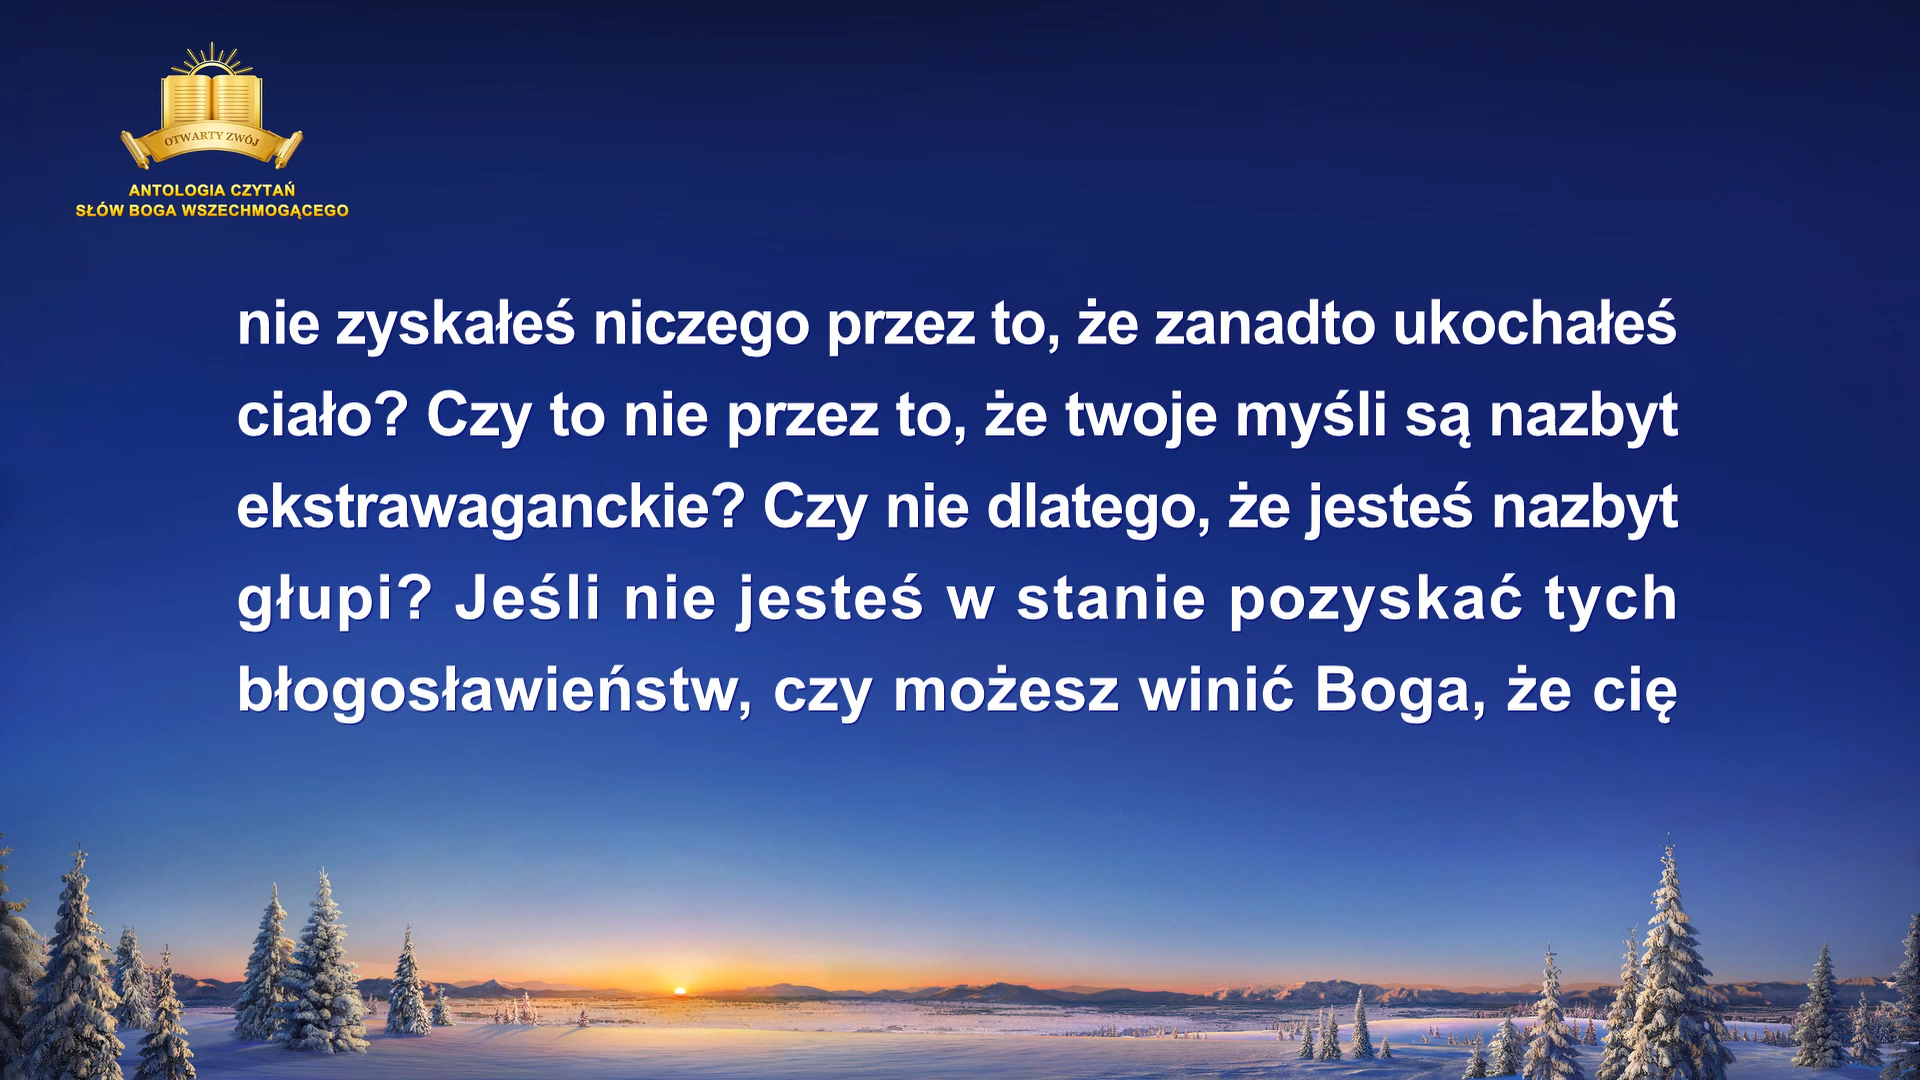 OTWARTY ZWÓJ
ANTOLOGIA CZYTAŃ
SŁÓW BOGA WSZECHMOGĄCEGO
nie zyskałeś niczego przez to, że zanadto ukochałeś
ciało? Czy to nie przez to, że twoje myśli są nazbyt
ekstrawaganckie? Czy nie dlatego, że jesteś nazbyt
głupi? Jeśli nie jesteś w stanie pozyskać tych
błogosławieństw, czy możesz winić Boga, że cię